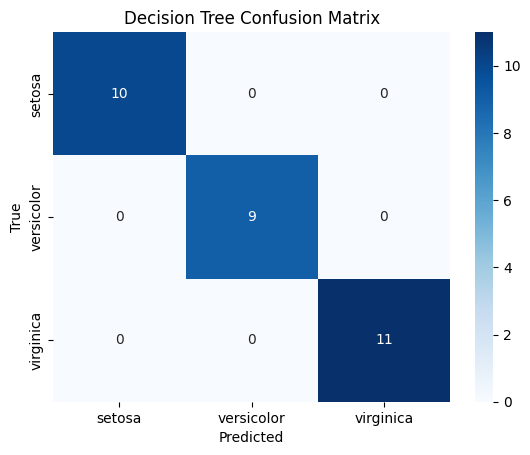 Decision Tree Confusion Matrix
True
setosa
10
0
0
versicolor
0
9
0
virginica
0
0
11
setosa
versicolor
virginica
Predicted
10
8
6
4
2
0